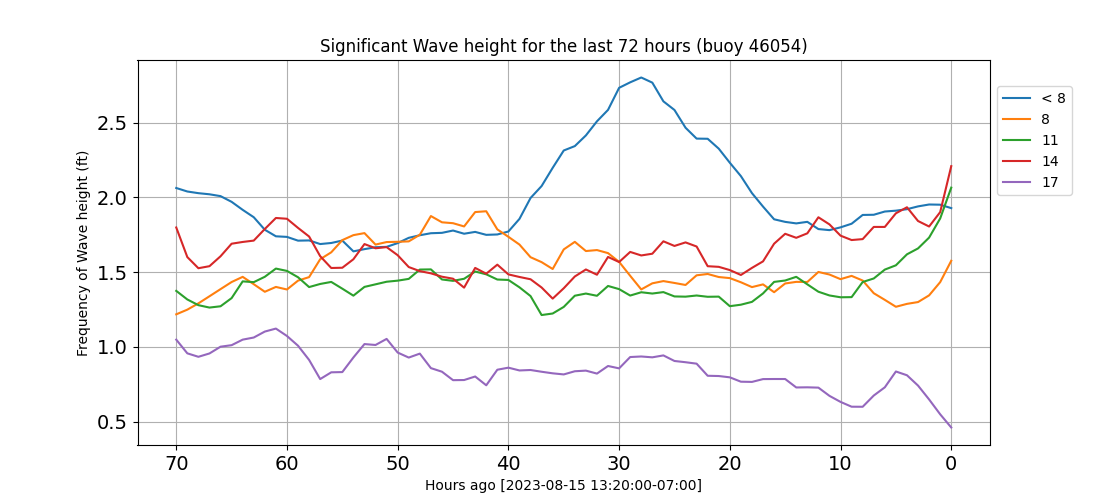 Significant Wave height for the last 72 hours (buoy 46054)
Frequency of Wave height (ft)
2.5
2.0
1.5
1.0
0.5
70 60 50 40 30 20 10 0
Hours ago [2023-08-15 13:20:00-07:00]
< 8
8
11
14
17